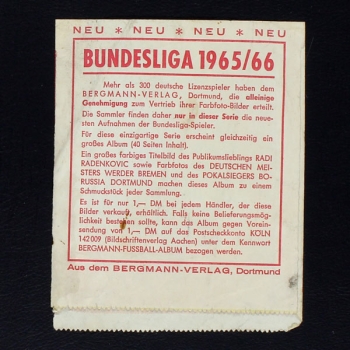 NEU * NEU * NEU * NEU * NEU
BUNDESLIGA 1965/66
Mehr als 300 deutsche Lizenzspieler haben dem
BERGMANN-VERLAG, Dortmund, die alleinige
Genehmigung zum Vertrieb ihrer Farbfoto-Bilder erteilt.
Die Sammler finden daher nur in dieser Serie die neue-
sten Aufnahmen der Bundesliga-Spieler.
Für diese einzigartige Serie erscheint gleichzeitig ein
großes Album (40 Seiten Inhalt).
Ein großes farbiges Titelbild des Publikumslieblings RADI
RADENKOVIC sowie Farbfotos des DEUTSCHEN MEI-
STERS WERDER BREMEN und des POKALSIEGERS BO-
RUSSIA DORTMUND machen dieses Album zu einem
Schmuckstück jeder Sammlung.
Es ist für nur 1,— DM bei jedem Händler, der diese
Bilder verkauft, erhältlich. Falls keine Belieferungsmög-
lichkeit bestehen sollte, kann das Album gegen Vorein-
sendung von 1,— DM auf das Postscheckkonto KÖLN
142009 (Bildschriftenverlag Aachen) unter dem Kennwort
BERGMANN-FUSSBALL-ALBUM bezogen werden.
Aus dem BERGMANN-VERLAG, Dortmund